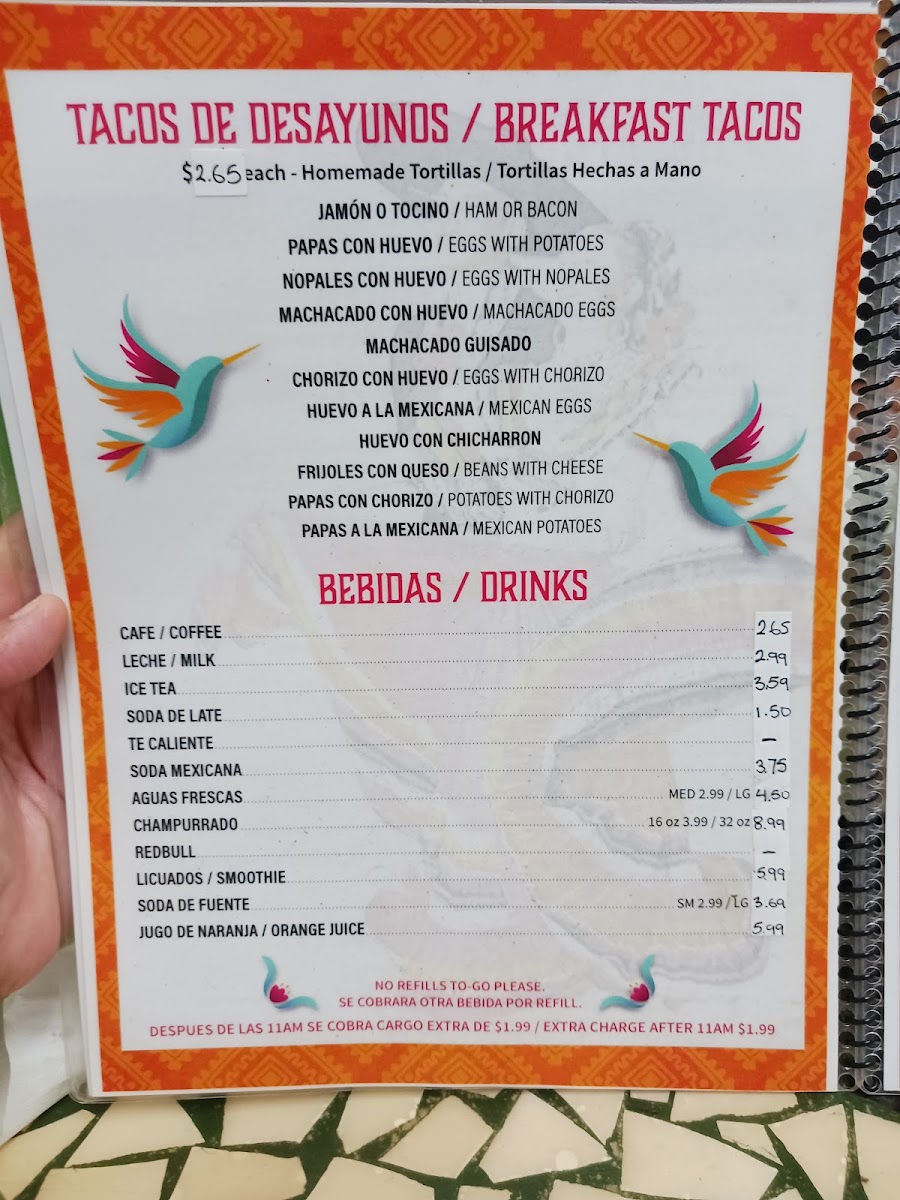 TACOS DE DESAYUNOS / BREAKFAST TACOS
$2.65 each - Homemade Tortillas / Tortillas Hechas a Mano
JAMÓN O TOCINO / HAM OR BACON
PAPAS CON HUEVO / EGGS WITH POTATOES
NOPALES CON HUEVO / EGGS WITH NOPALES
MACHACADO CON HUEVO / MACHACADO EGGS
MACHACADO GUISADO
CHORIZO CON HUEVO / EGGS WITH CHORIZO
HUEVO A LA MEXICANA / MEXICAN EGGS
HUEVO CON CHICHARRON
FRIJOLES CON QUESO / BEANS WITH CHEESE
PAPAS CON CHORIZO / POTATOES WITH CHORIZO
PAPAS A LA MEXICANA / MEXICAN POTATOES
BEBIDAS / DRINKS
CAFE / COFFEE 2.65
LECHE / MILK 2.99
ICE TEA 3.59
SODA DE LATE 1.50
TE CALIENTE –
SODA MEXICANA 3.75
AGUAS FRESCAS MED 2.99 / LG 4.50
CHAMPURRADO 16 oz 3.99 / 32 oz 8.99
REDBULL –
LICUADOS / SMOOTHIE 5.99
SODA DE FUENTE SM 2.99 / LG 3.69
JUGO DE NARANJA / ORANGE JUICE 5.99
NO REFILLS TO-GO PLEASE.
SE COBRARA OTRA BEBIDA POR REFILL.
DESPUES DE LAS 11AM SE COBRA CARGO EXTRA DE $1.99 / EXTRA CHARGE AFTER 11AM $1.99